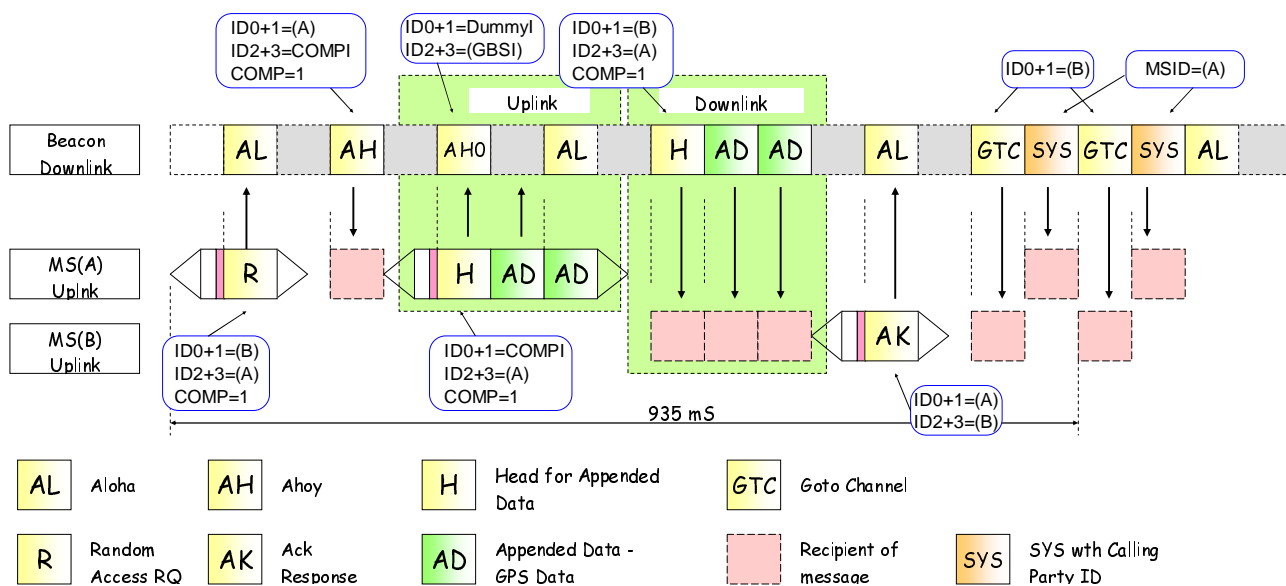 ID0+1=(A)
ID2+3=COMPI
COMP=1
ID0+1=DummyI
ID2+3=(GBSI)
ID0+1=(B)
ID2+3=(A)
COMP=1
ID0+1=(B)
MSID=(A)
Uplink
Downlink
Beacon
Downlink
AL
AH
AHO
AL
H
AD
AD
AL
GTC
SYS
GTC
SYS
AL
MS(A)
Uplnk
R
H
AD
AD
MS(B)
Uplink
AK
ID0+1=(B)
ID2+3=(A)
COMP=1
ID0+1=COMPI
ID2+3=(A)
COMP=1
ID0+1=(A)
ID2+3=(B)
935 mS
AL
Aloha
AH
Ahoy
H
Head for Appended
Data
GTC
Goto Channel
R
Random
Access RQ
AK
Ack
Response
AD
Appended Data -
GPS Data
Recipient of
message
SYS
SYS wth Calling
Party ID